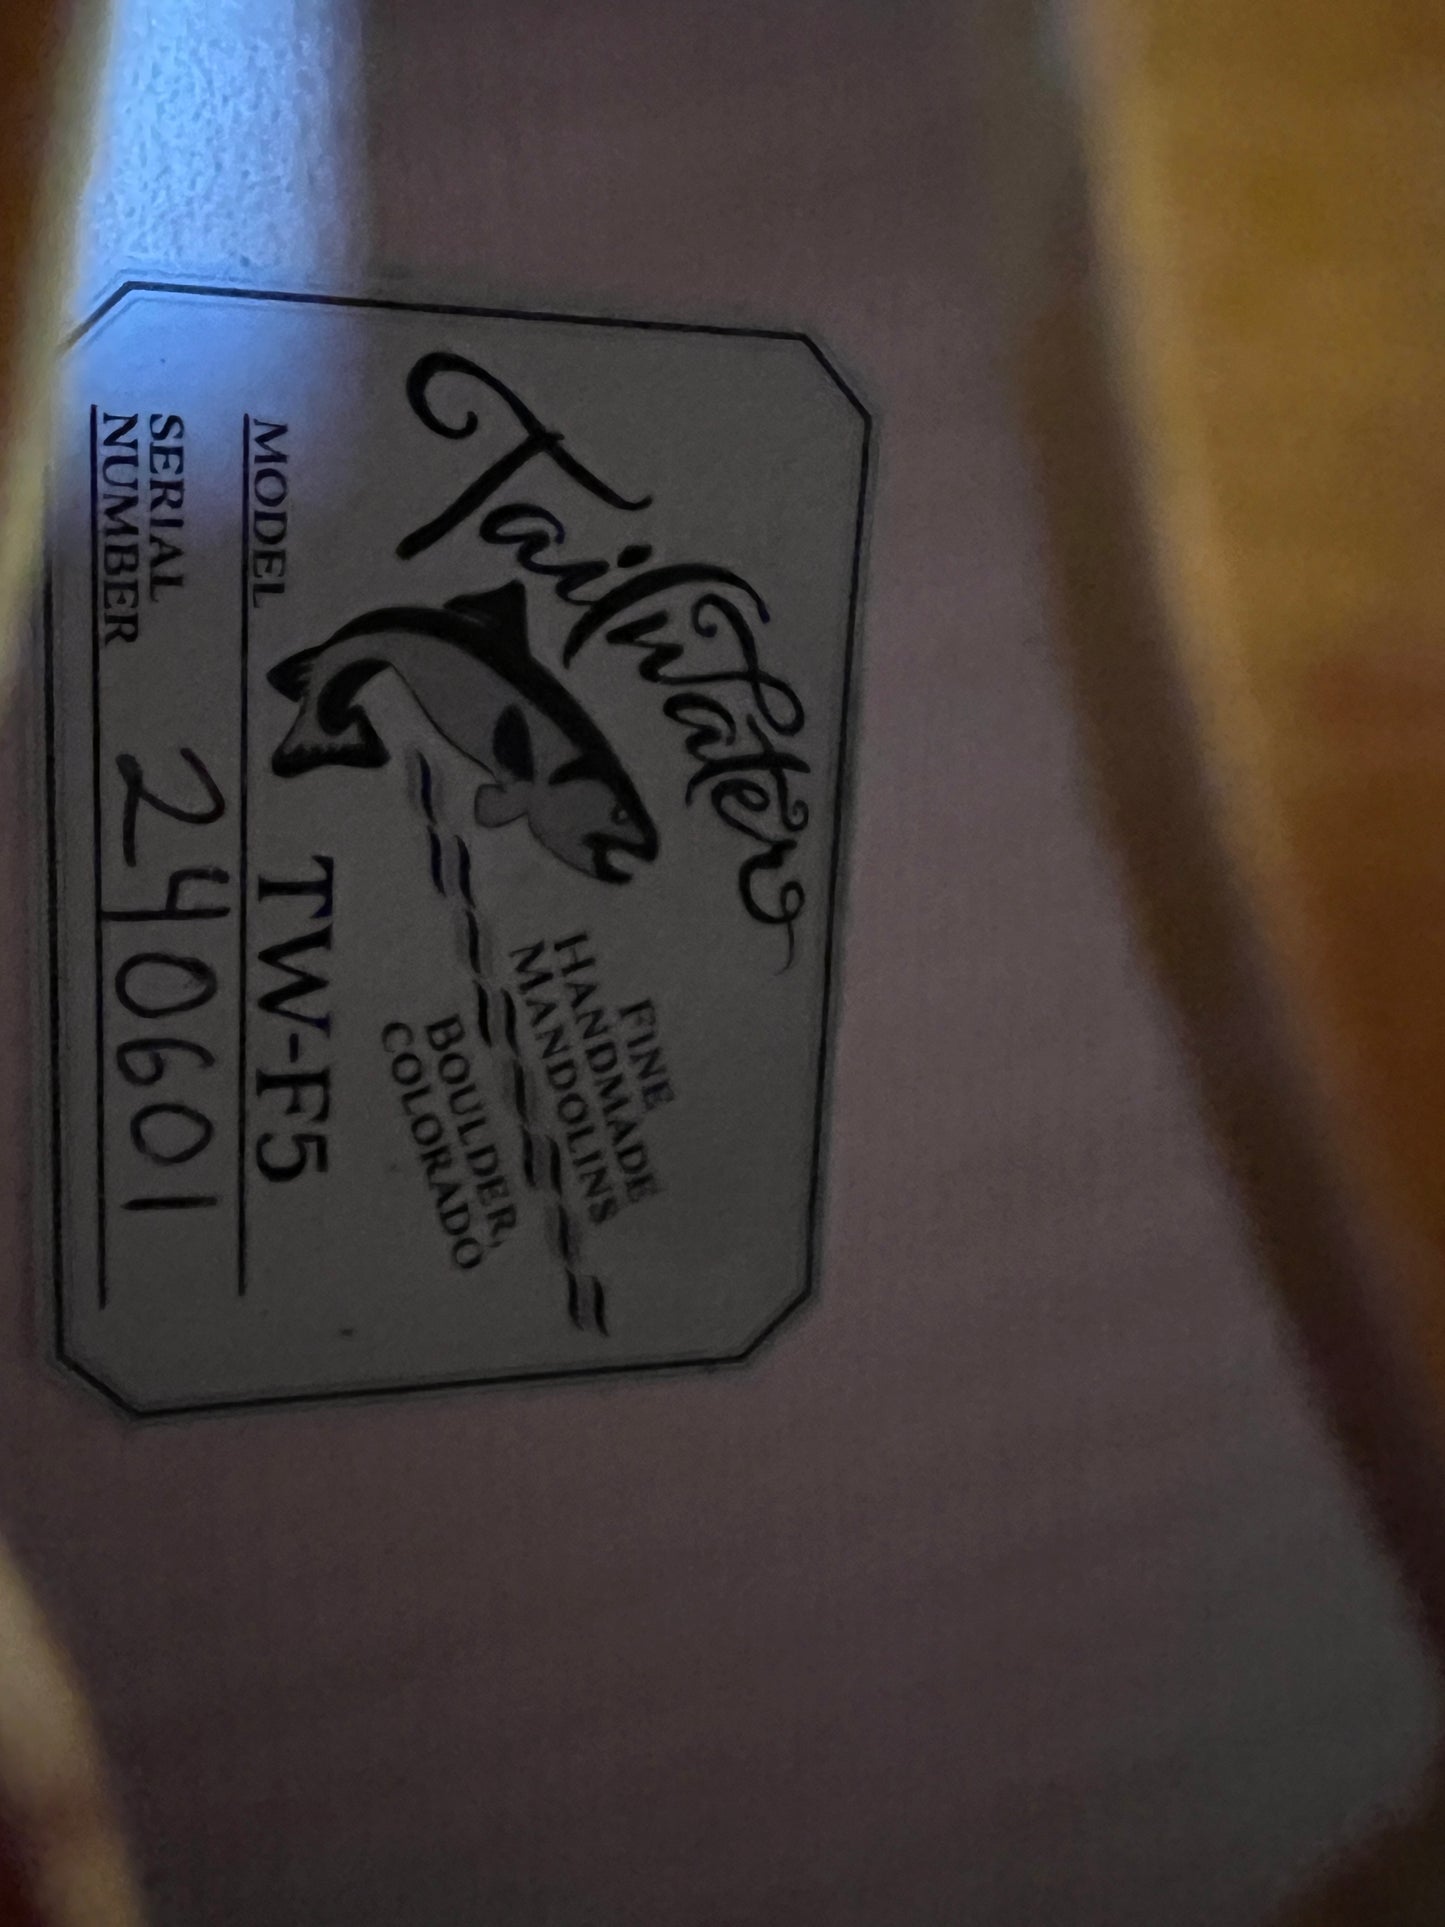 Tailwater
FINE
HANDMADE
MANDOLINS
BOULDER,
COLORADO
MODEL TW-F5
SERIAL
NUMBER 240601